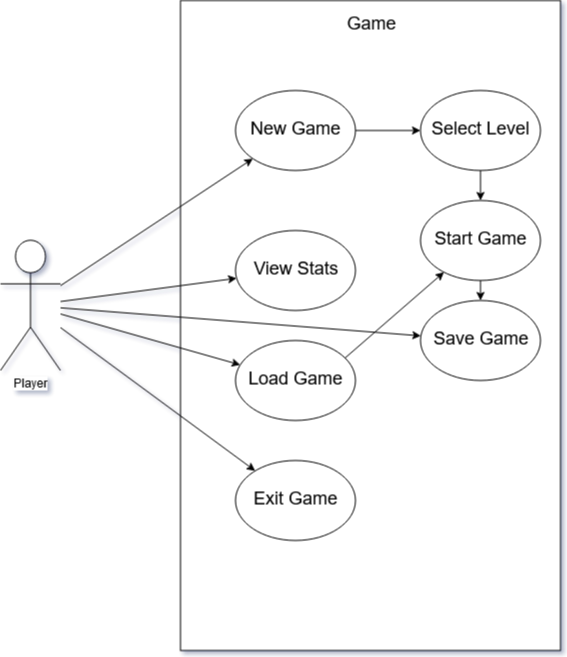 Game
New Game
Select Level
Start Game
View Stats
Save Game
Load Game
Player
Exit Game